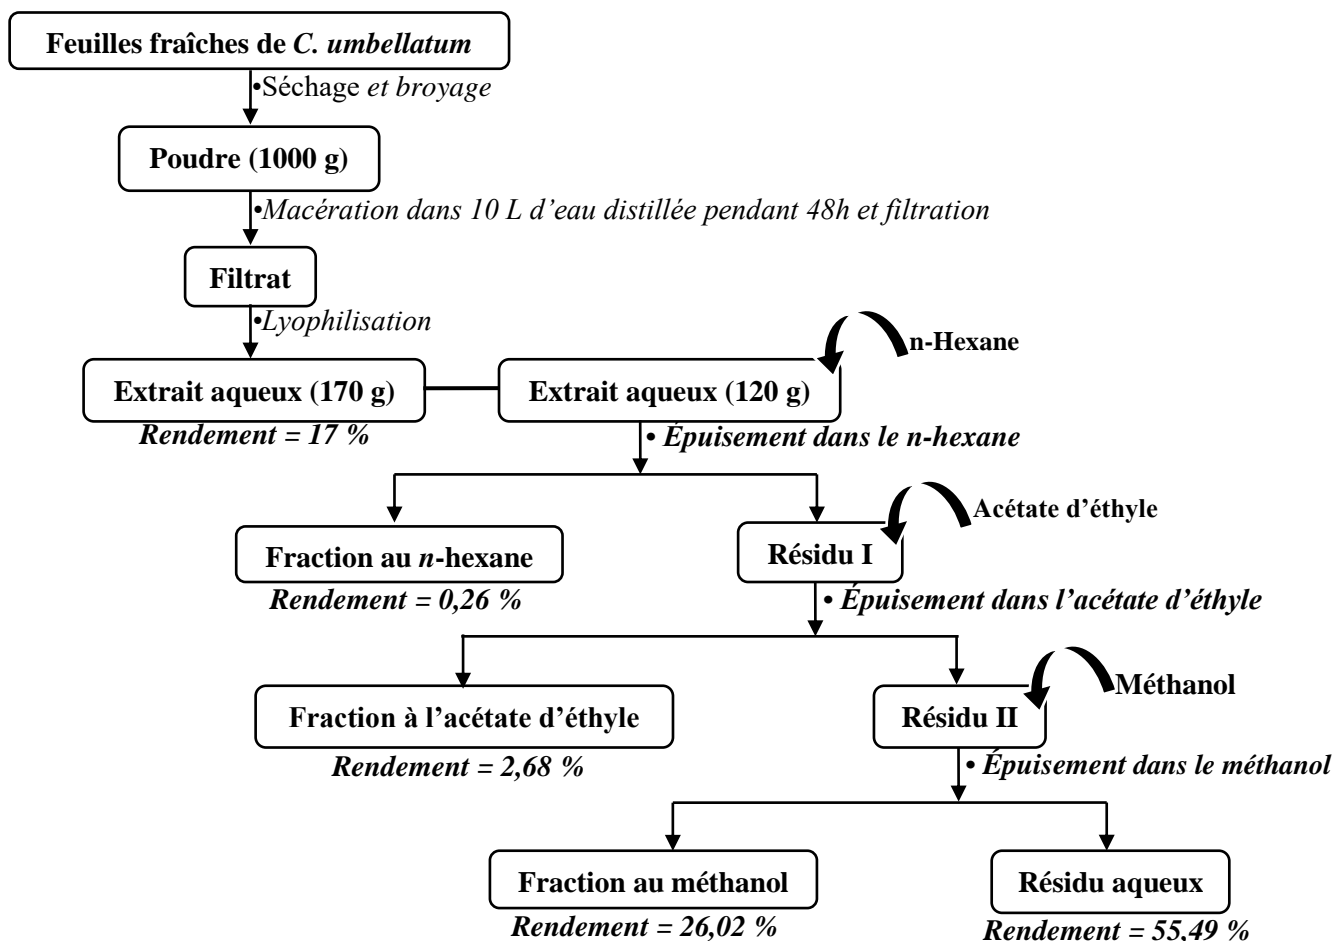 Feuilles fraîches de C. umbellatum
•Séchage et broyage
Poudre (1000 g)
•Macération dans 10 L d’eau distillée pendant 48h et filtration
Filtrat
•Lyophilisation
n-Hexane
Extrait aqueux (170 g)
Extrait aqueux (120 g)
Rendement = 17 %
• Épuisement dans le n-hexane
Acétate d’éthyle
Fraction au n-hexane
Résidu I
Rendement = 0,26 %
• Épuisement dans l’acétate d’éthyle
Méthanol
Fraction à l’acétate d’éthyle
Résidu II
Rendement = 2,68 %
• Épuisement dans le méthanol
Fraction au méthanol
Résidu aqueux
Rendement = 26,02 %
Rendement = 55,49 %